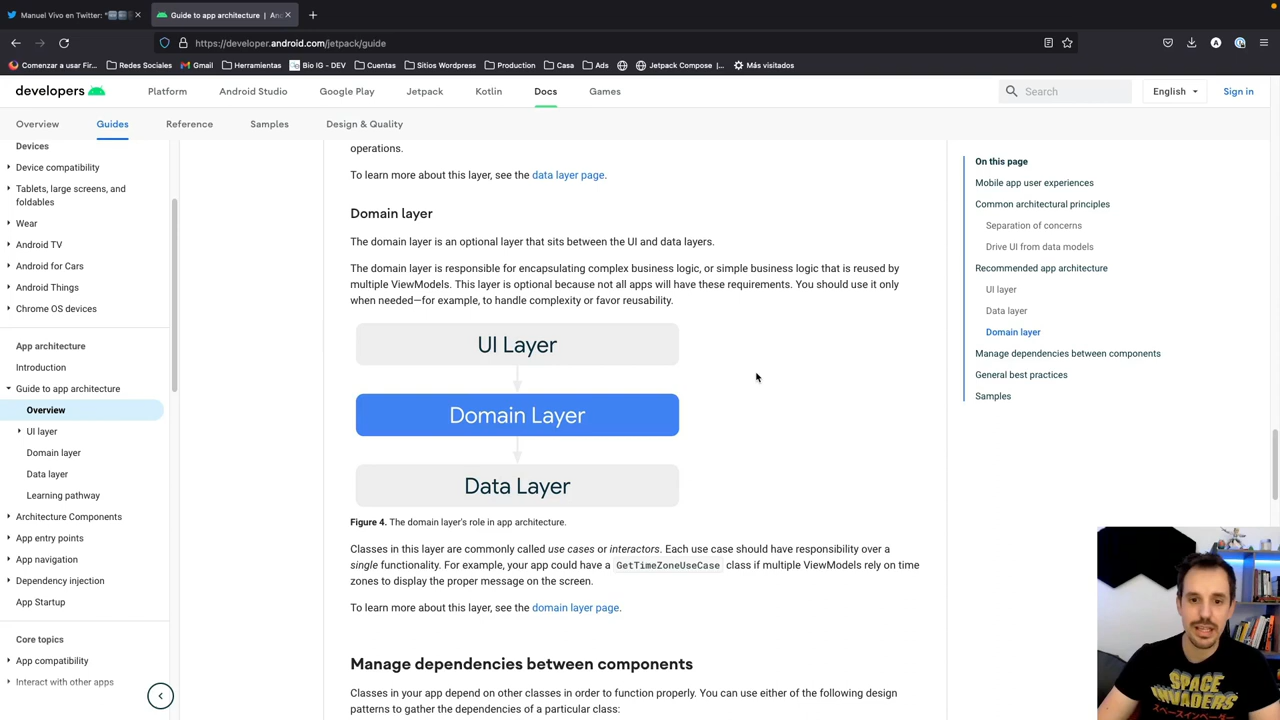 Manuel Vivo en Twitter: "
Guide to app architecture | An
https://developer.android.com/jetpack/guide
Comenzar a usar Fir...
Redes Sociales
Gmail
Herramientas
Bio IG - DEV
Cuentas
Sitios Wordpress
Production
Casa
Ads
Jetpack Compose |...
Más visitados
developers
Platform
Android Studio
Google Play
Jetpack
Kotlin
Docs
Games
Search
English
Sign in
Overview
Guides
Reference
Samples
Design & Quality
Devices
Device compatibility
Tablets, large screens, and
foldables
Wear
Android TV
Android for Cars
Android Things
Chrome OS devices
App architecture
Introduction
Guide to app architecture
Overview
UI layer
Domain layer
Data layer
Learning pathway
Architecture Components
App entry points
App navigation
Dependency injection
App Startup
Core topics
App compatibility
Interact with other apps
operations.
To learn more about this layer, see the data layer page.
Domain layer
The domain layer is an optional layer that sits between the UI and data layers.
The domain layer is responsible for encapsulating complex business logic, or simple business logic that is reused by
multiple ViewModels. This layer is optional because not all apps will have these requirements. You should use it only
when needed—for example, to handle complexity or favor reusability.
UI Layer
Domain Layer
Data Layer
Figure 4. The domain layer's role in app architecture.
Classes in this layer are commonly called use cases or interactors. Each use case should have responsibility over a
single functionality. For example, your app could have a GetTimeZoneUseCase class if multiple ViewModels rely on time
zones to display the proper message on the screen.
To learn more about this layer, see the domain layer page.
Manage dependencies between components
Classes in your app depend on other classes in order to function properly. You can use either of the following design
patterns to gather the dependencies of a particular class:
On this page
Mobile app user experiences
Common architectural principles
Separation of concerns
Drive UI from data models
Recommended app architecture
UI layer
Data layer
Domain layer
Manage dependencies between components
General best practices
Samples
SPACE
INVADERS
スペースインベーダー